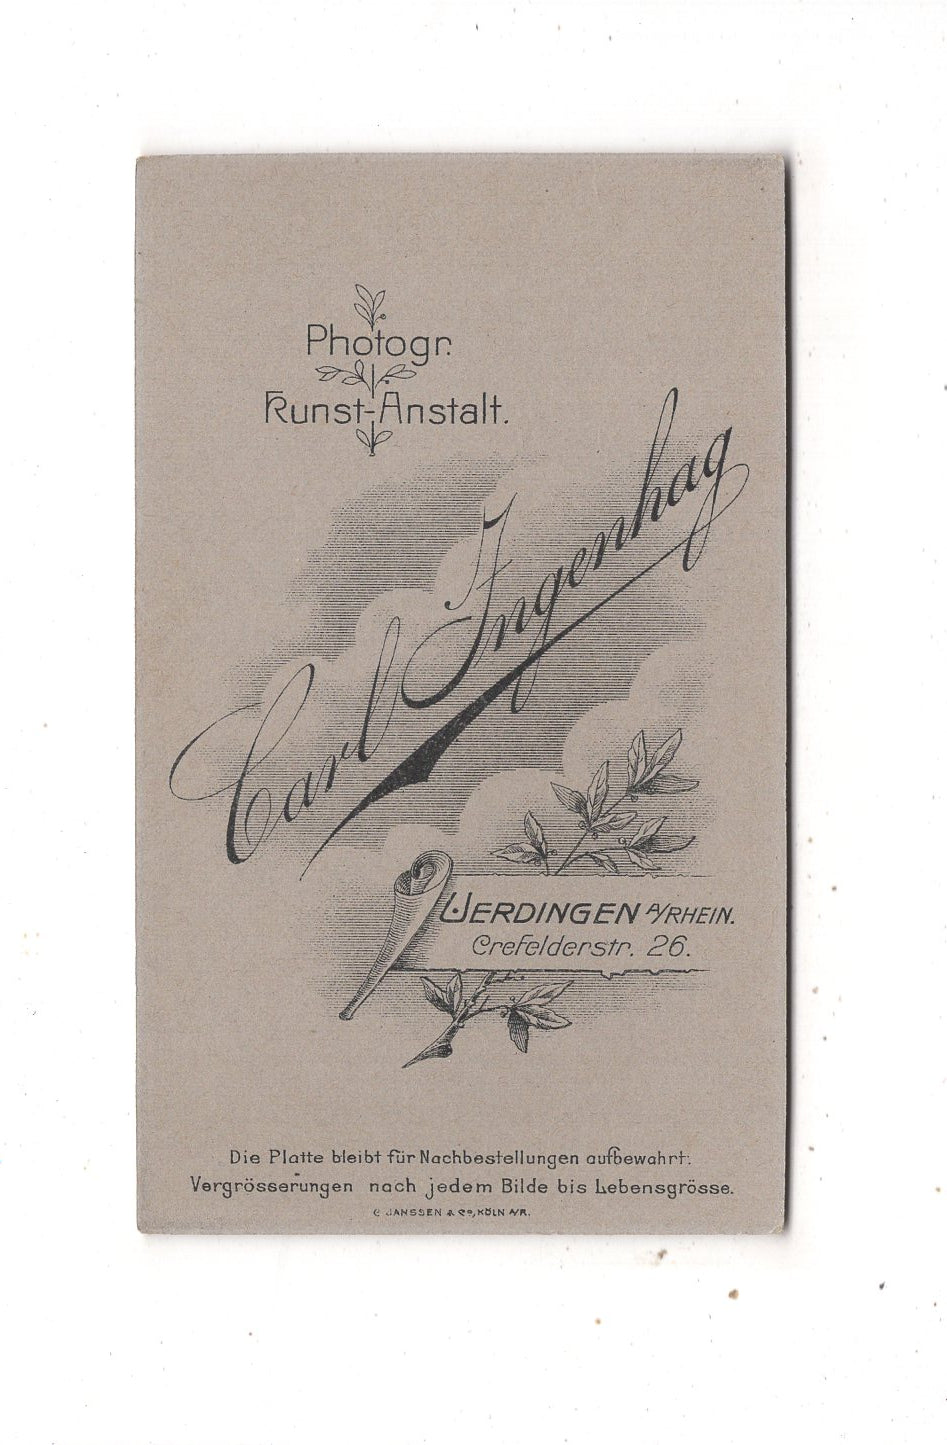 Photogr.
Kunst-Anstalt.
Carl Ingenhag
UERDINGEN A/RHEIN.
Crefelderstr. 26.
Die Platte bleibt für Nachbestellungen aufbewahrt.
Vergrösserungen nach jedem Bilde bis Lebensgrösse.
C JANSSEN & Co, KÖLN A/R.